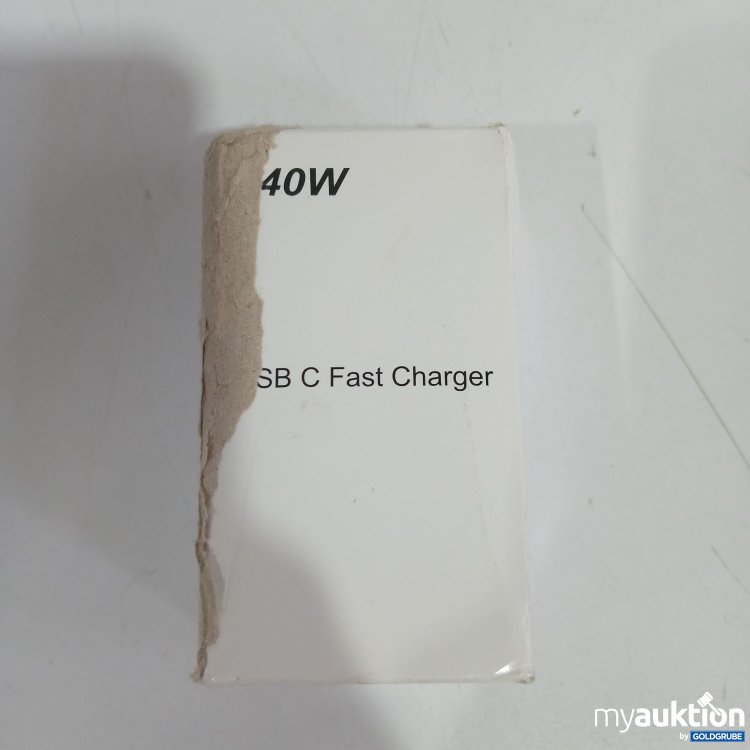 40W
SB C Fast Charger
myauktion
by GOLDGRUBE